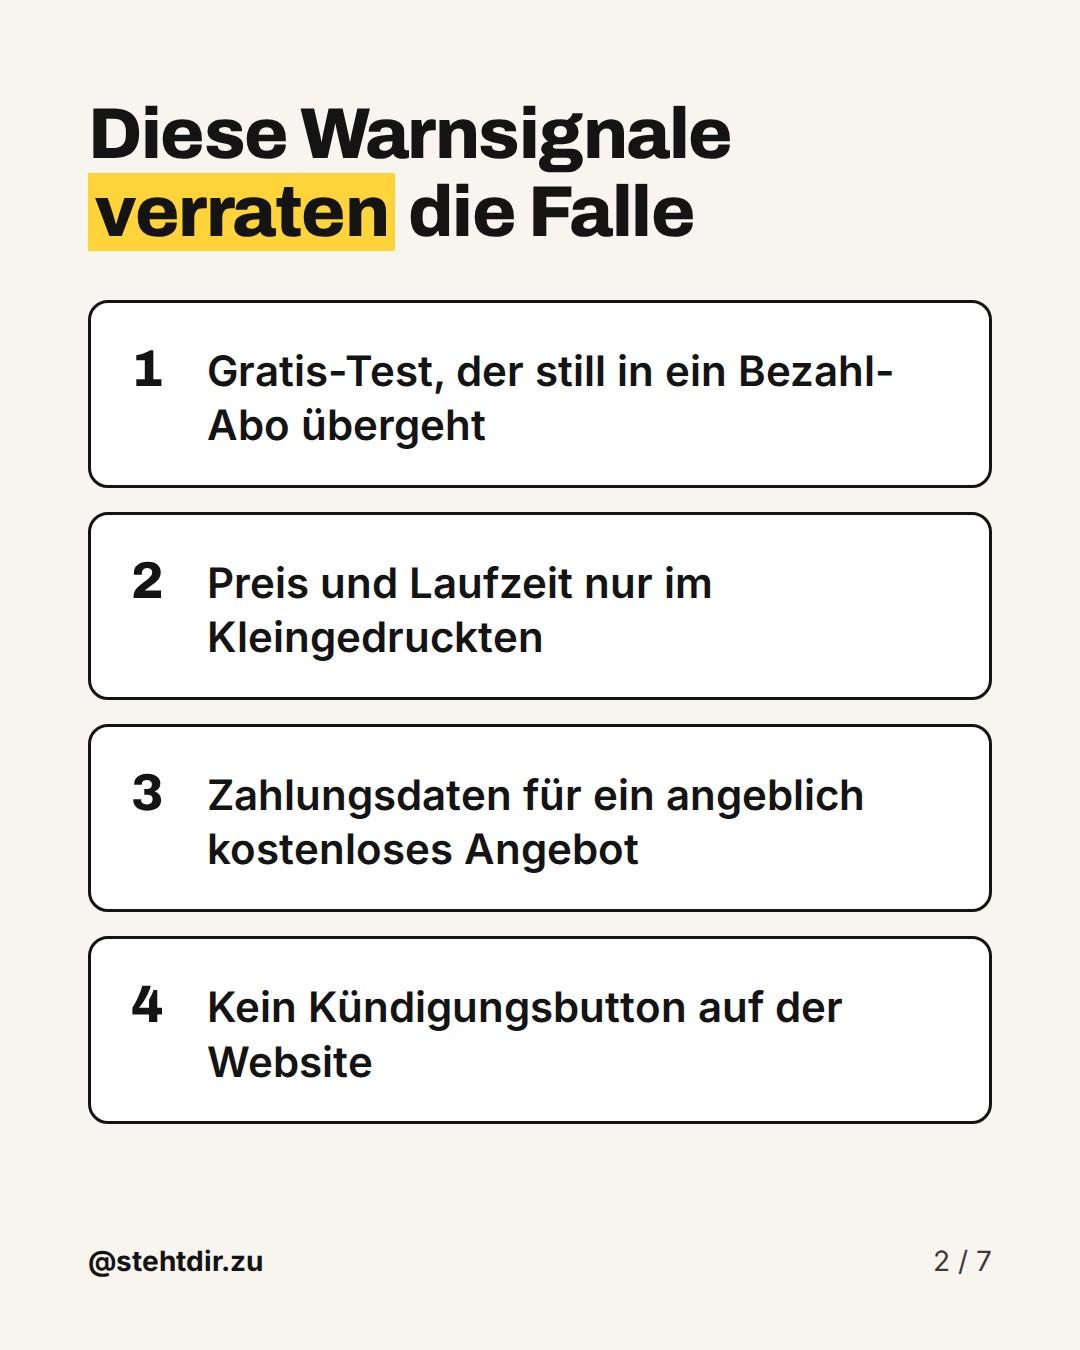 Diese Warnsignale
verraten die Falle
1 Gratis-Test, der still in ein Bezahl-
Abo übergeht
2 Preis und Laufzeit nur im
Kleingedruckten
3 Zahlungsdaten für ein angeblich
kostenloses Angebot
4 Kein Kündigungsbutton auf der
Website
@stehtdir.zu 2 / 7